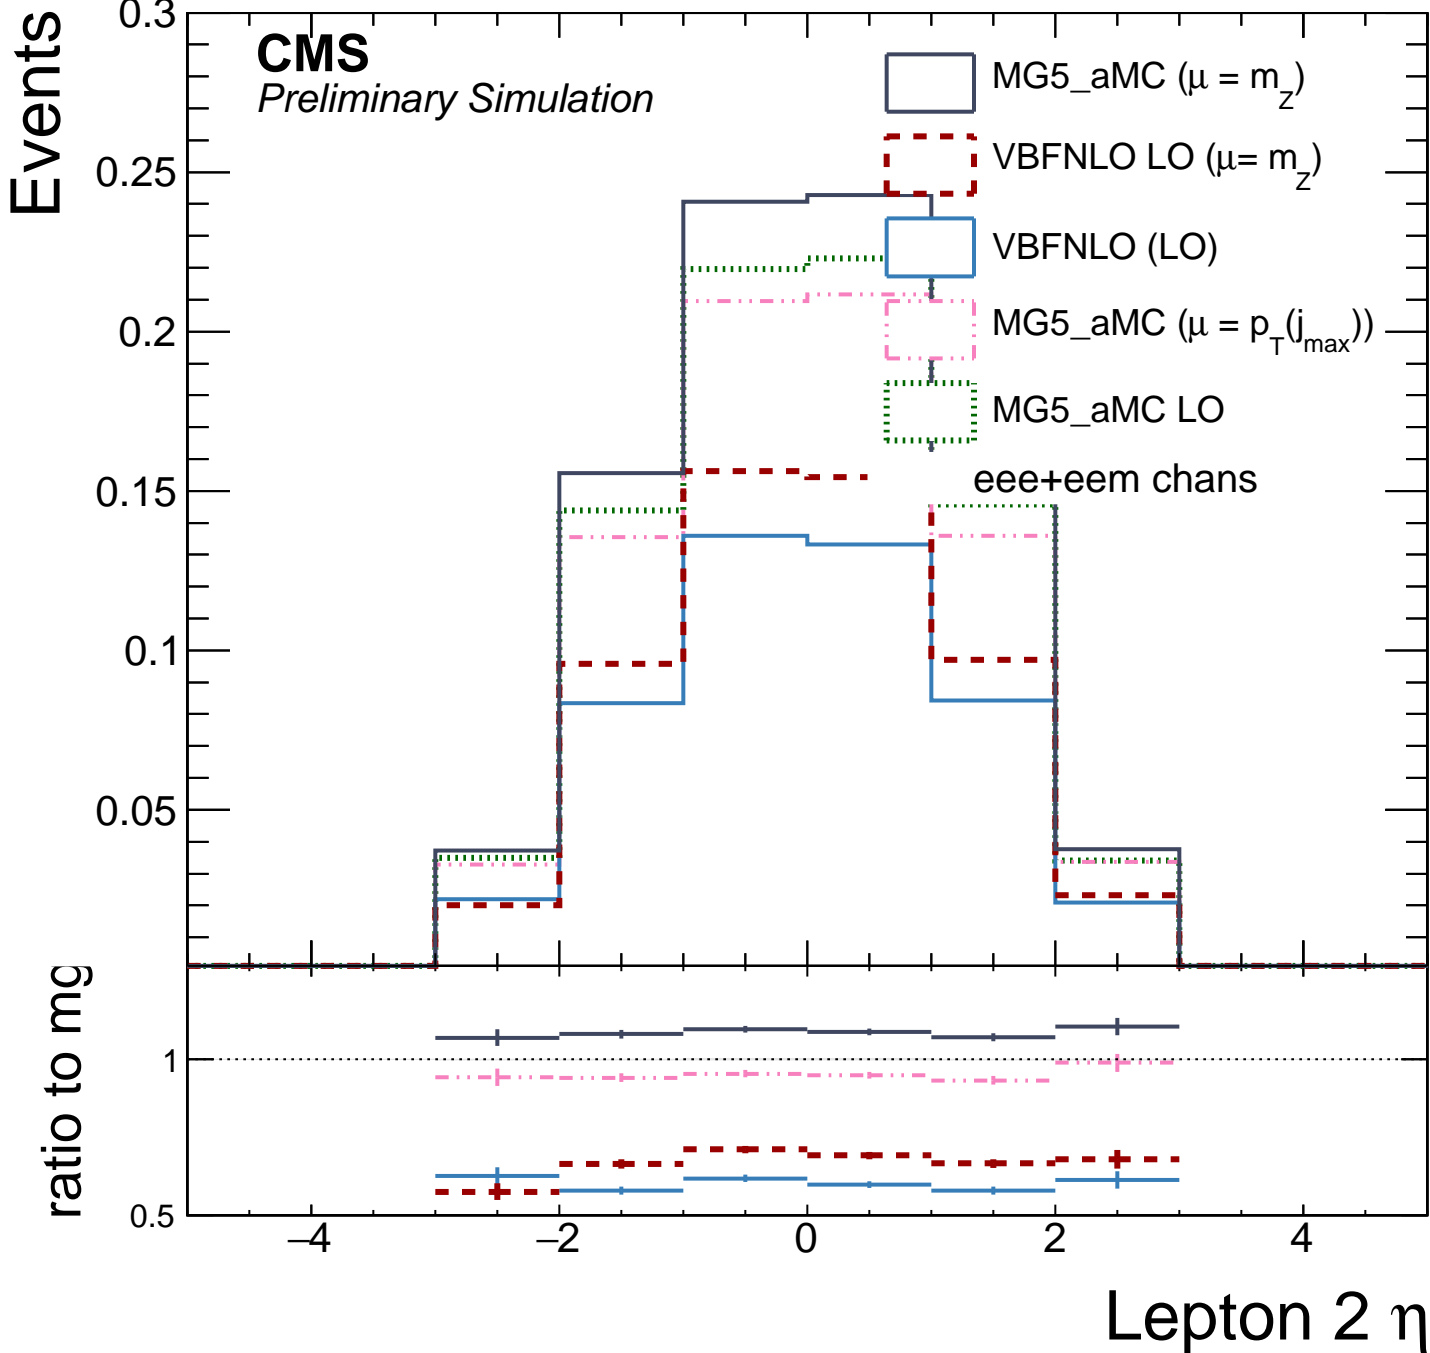 Events
0.3
0.25
0.2
0.15
0.1
0.05
CMS
Preliminary Simulation
MG5_aMC (μ = m_Z)
VBFNLO LO (μ= m_Z)
VBFNLO (LO)
MG5_aMC (μ = p_T(j_max))
MG5_aMC LO
eee+eem chans
ratio to mg
1
0.5
−4 −2 0 2 4
Lepton 2 η